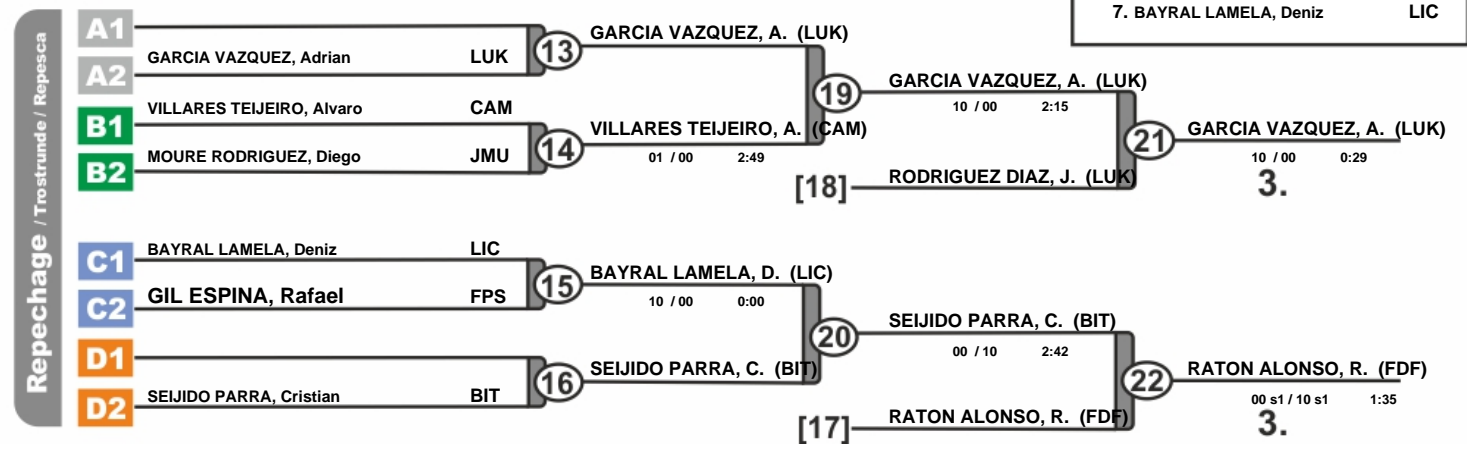 7. BAYRAL LAMELA, Deniz LIC
Repechage / Trostrunde / Repesca
A1
GARCIA VAZQUEZ, A. (LUK)
13
GARCIA VAZQUEZ, Adrian LUK
A2
GARCIA VAZQUEZ, A. (LUK)
19
10 / 00 2:15
VILLARES TEIJEIRO, Alvaro CAM
B1
VILLARES TEIJEIRO, A. (CAM)
14
01 / 00 2:49
MOURE RODRIGUEZ, Diego JMU
B2
21
GARCIA VAZQUEZ, A. (LUK)
10 / 00 0:29
3.
[18] RODRIGUEZ DIAZ, J. (LUK)
BAYRAL LAMELA, Deniz LIC
C1
BAYRAL LAMELA, D. (LIC)
15
10 / 00 0:00
GIL ESPINA, Rafael FPS
C2
SEIJIDO PARRA, C. (BIT)
20
00 / 10 2:42
D1
SEIJIDO PARRA, C. (BIT)
16
SEIJIDO PARRA, Cristian BIT
D2
22
RATON ALONSO, R. (FDF)
00 s1 / 10 s1 1:35
3.
[17] RATON ALONSO, R. (FDF)